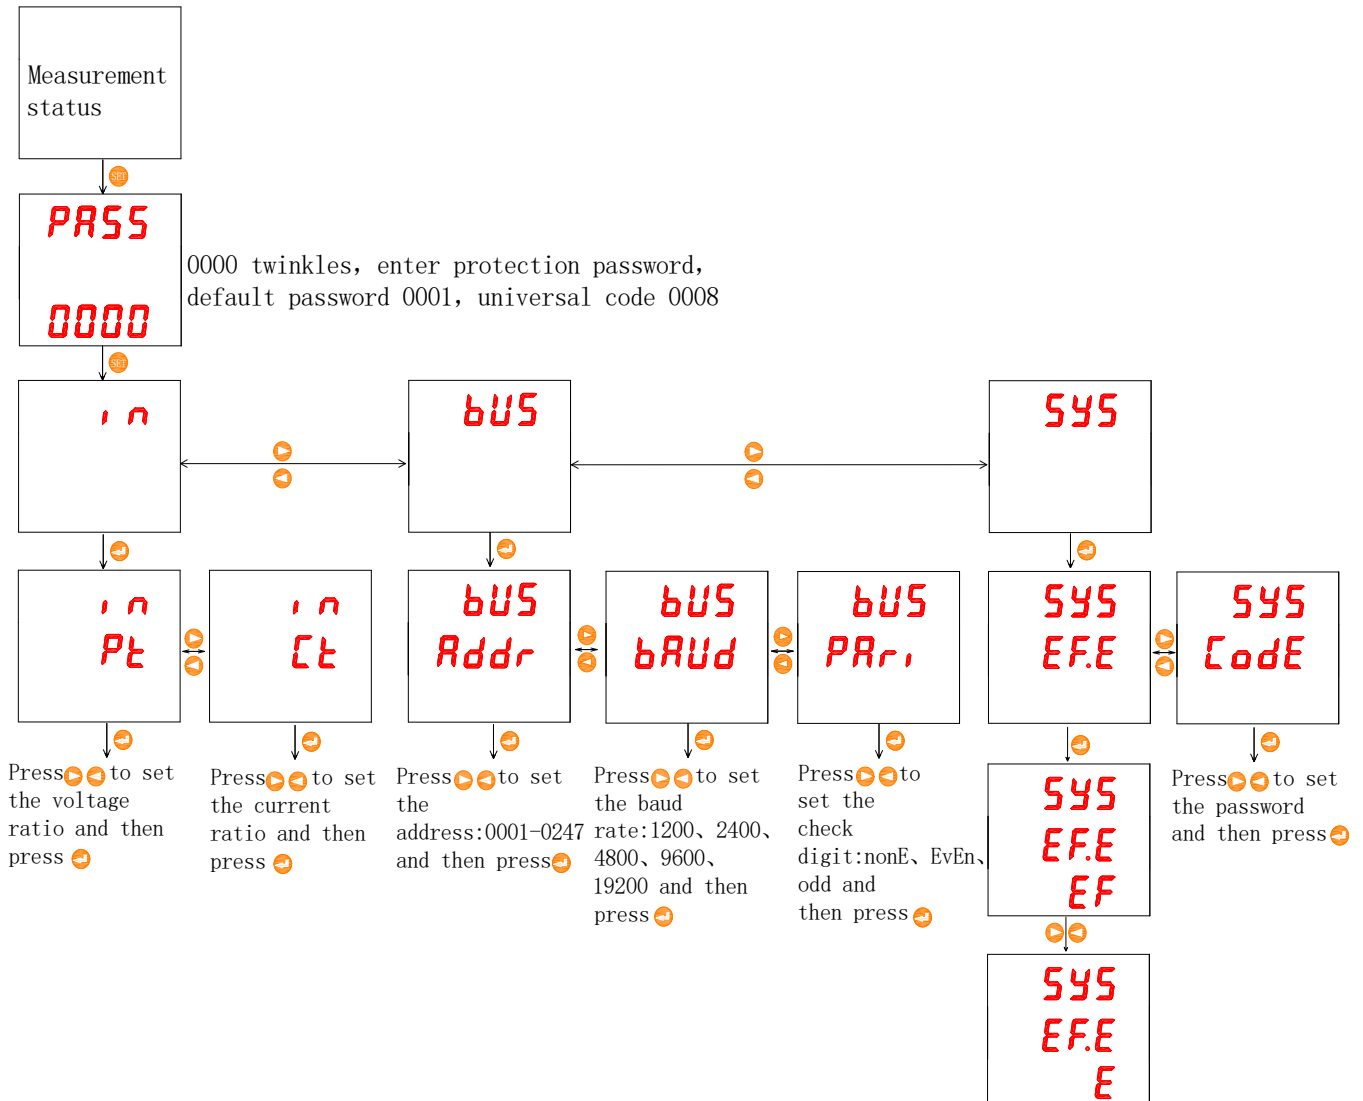 Measurement
status
SET
PASS
0000
0000 twinkles, enter protection password,
default password 0001, universal code 0008
SET
in
bUS
SYS
in
Pt
in
Ct
bUS
Addr
bUS
bAUd
bUS
PAri
SYS
EF.E
SYS
CodE
Press to set
the voltage
ratio and then
press
Press to set
the current
ratio and then
press
Press to set
the
address:0001-0247
and then press
Press to set
the baud
rate:1200、2400、
4800、9600、
19200 and then
press
Press to
set the
check
digit:nonE、EvEn、
odd and
then press
SYS
EF.E
EF
Press to set
the password
and then press
SYS
EF.E
E